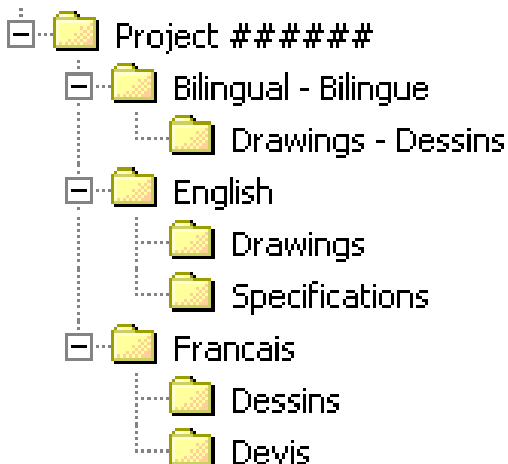 Project ######
Bilingual - Bilingue
Drawings - Dessins
English
Drawings
Specifications
Francais
Dessins
Devis